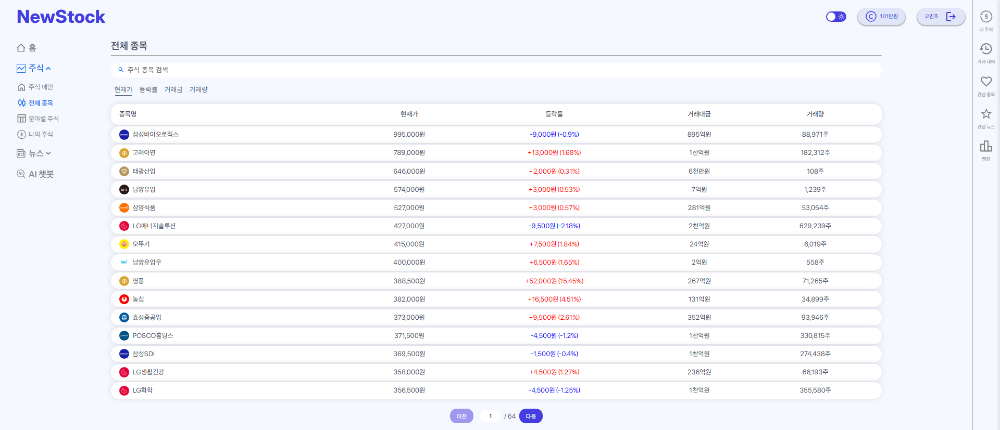 NewStock
101만원
고민호
홈
주식
주식 메인
전체 종목
분야별 주식
나의 주식
뉴스
AI 챗봇
전체 종목
주식 종목 검색
현재가 등락률 거래금 거래량
종목명 현재가 등락률 거래대금 거래량
삼성바이오로직스 995,000원 -9,000원 (-0.9%) 895억원 88,971주
고려아연 789,000원 +13,000원 (1.68%) 1천억원 182,312주
태광산업 646,000원 +2,000원 (0.31%) 6천만원 108주
남양유업 574,000원 +3,000원 (0.53%) 7억원 1,239주
삼양식품 527,000원 +3,000원 (0.57%) 281억원 53,054주
LG에너지솔루션 427,000원 -9,500원 (-2.18%) 2천억원 629,239주
오뚜기 415,000원 +7,500원 (1.84%) 24억원 6,019주
남양유업우 400,000원 +6,500원 (1.65%) 2억원 558주
영풍 388,500원 +52,000원 (15.45%) 267억원 71,265주
농심 382,000원 +16,500원 (4.51%) 131억원 34,899주
효성중공업 373,000원 +9,500원 (2.61%) 352억원 93,946주
POSCO홀딩스 371,500원 -4,500원 (-1.2%) 1천억원 330,815주
삼성SDI 369,500원 -1,500원 (-0.4%) 1천억원 274,438주
LG생활건강 358,000원 +4,500원 (1.27%) 236억원 66,193주
LG화학 356,500원 -4,500원 (-1.25%) 1천억원 355,580주
이전 1 / 64 다음
내 주식
거래 내역
관심 종목
관심 뉴스
랭킹